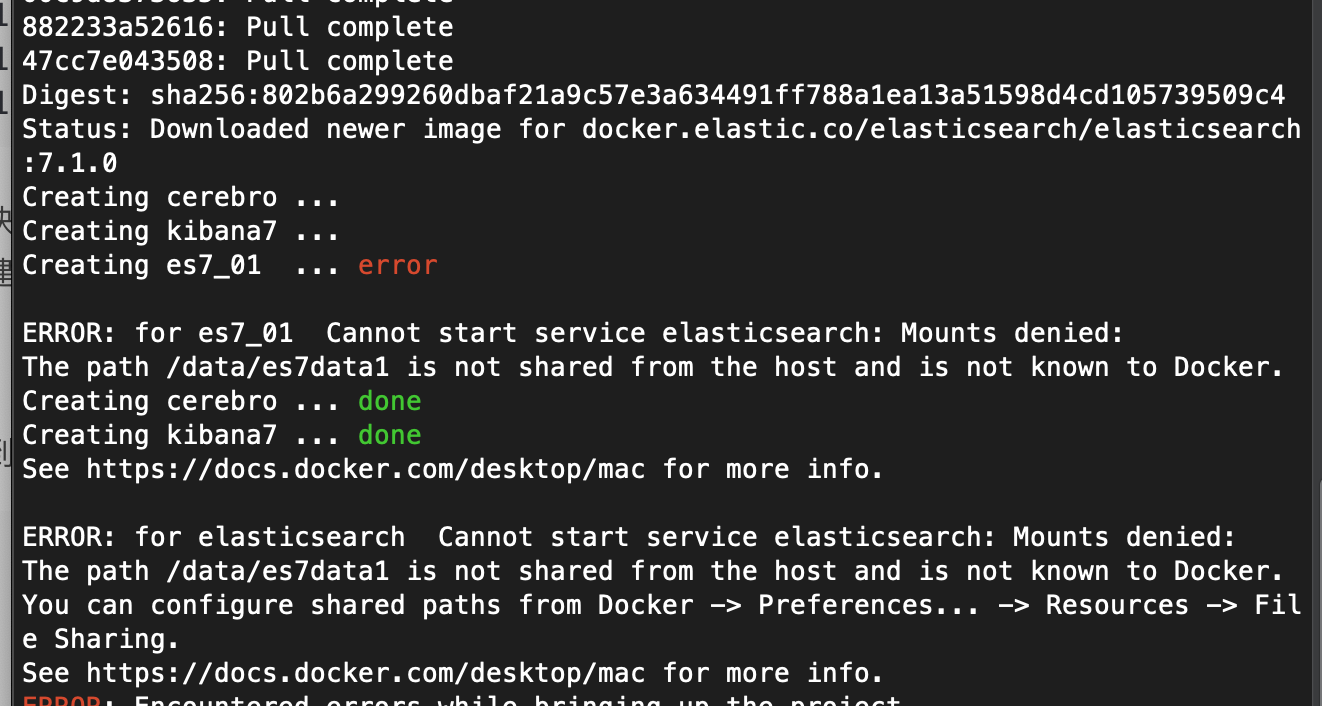 882233a52616: Pull complete
47cc7e043508: Pull complete
Digest: sha256:802b6a299260dbaf21a9c57e3a634491ff788a1ea13a51598d4cd105739509c4
Status: Downloaded newer image for docker.elastic.co/elasticsearch/elasticsearch
:7.1.0
Creating cerebro ...
Creating kibana7 ...
Creating es7_01  ... error
ERROR: for es7_01  Cannot start service elasticsearch: Mounts denied:
The path /data/es7data1 is not shared from the host and is not known to Docker.
Creating cerebro ... done
Creating kibana7 ... done
See https://docs.docker.com/desktop/mac for more info.
ERROR: for elasticsearch  Cannot start service elasticsearch: Mounts denied:
The path /data/es7data1 is not shared from the host and is not known to Docker.
You can configure shared paths from Docker -> Preferences... -> Resources -> Fil
e Sharing.
See https://docs.docker.com/desktop/mac for more info.
ERROR: Encountered errors while bringing up the project